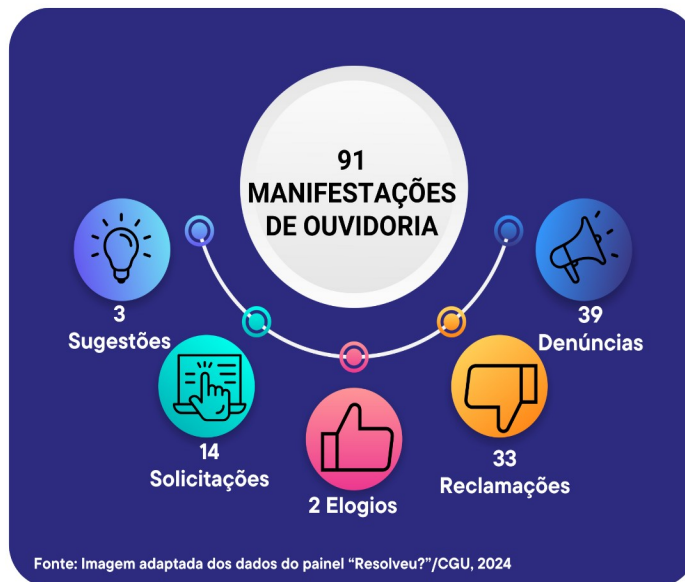 91
MANIFESTAÇÕES
DE OUVIDORIA
3
Sugestões
14
Solicitações
2 Elogios
33
Reclamações
39
Denúncias
Fonte: Imagem adaptada dos dados do painel “Resolveu?”/CGU, 2024